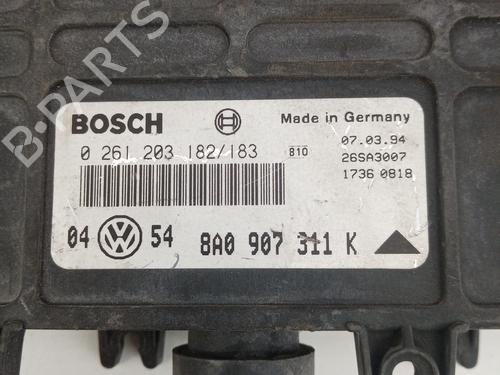 B-PARTS
BOSCH
Made in Germany
0 261 203 182/183
810
07.03.94
26SA3007
1736 0818
04 54 8A0 907 311 K